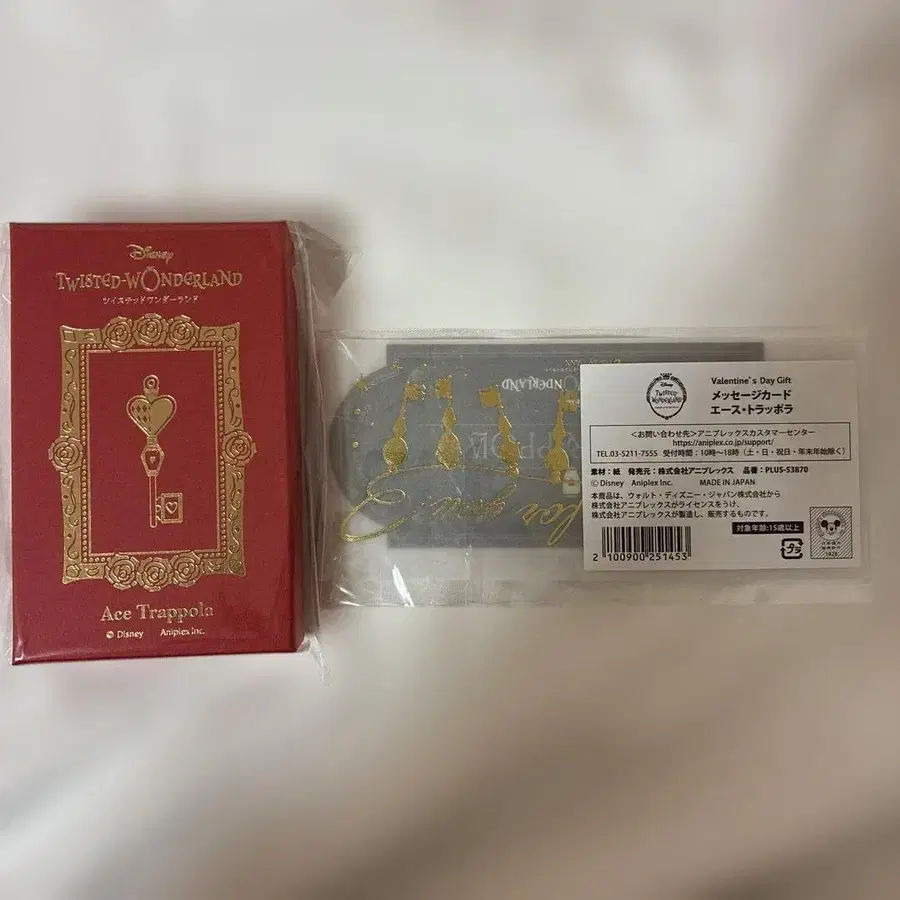 Disney
TWISTED-WONDERLAND
ツイステッドワンダーランド
Ace Trappola
© Disney Aniplex Inc.
WONDERLAND
for you
Disney
TWISTED-WONDERLAND
Valentine's Day Gift
メッセージカード
エース・トラッポラ
<お問い合わせ先>アニプレックスカスタマーセンター
https://aniplex.co.jp/support/
TEL.03-5211-7555 受付時間：10時～18時（土・日・祝日・年末年始除く）
素材：紙 発売元：株式会社アニプレックス 品番：PLUS-53870
© Disney Aniplex Inc. MADE IN JAPAN
本商品は、ウォルト・ディズニー・ジャパン株式会社から
株式会社アニプレックスがライセンスをうけ、
株式会社アニプレックスが製造し、販売するものです。
対象年齢:15歳以上
2 100900 251453
プラ